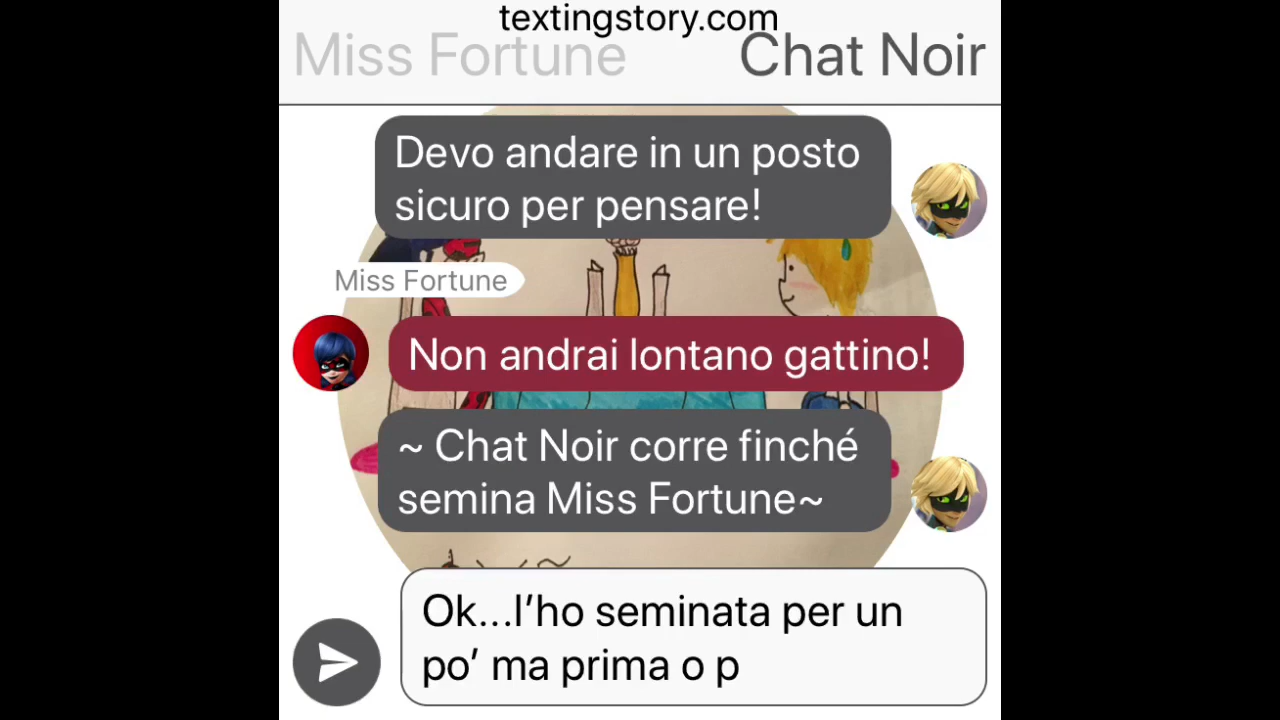 textingstory.com
Miss Fortune Chat Noir
Devo andare in un posto
sicuro per pensare!
Miss Fortune
Non andrai lontano gattino!
~ Chat Noir corre finché
semina Miss Fortune~
Ok...l’ho seminata per un
po’ ma prima o p